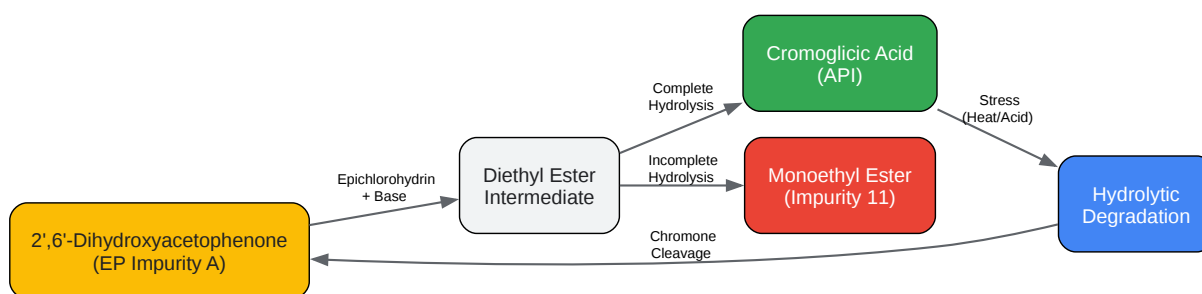 Cromoglicic Acid
(API)
Complete
Hydrolysis
Stress
(Heat/Acid)
Diethyl Ester
Intermediate
Incomplete
Hydrolysis
Monoethyl Ester
(Impurity 11)
Epichlorohydrin
+ Base
Hydrolytic
Degradation
2',6'-Dihydroxyacetophenone
(EP Impurity A)
Chromone
Cleavage